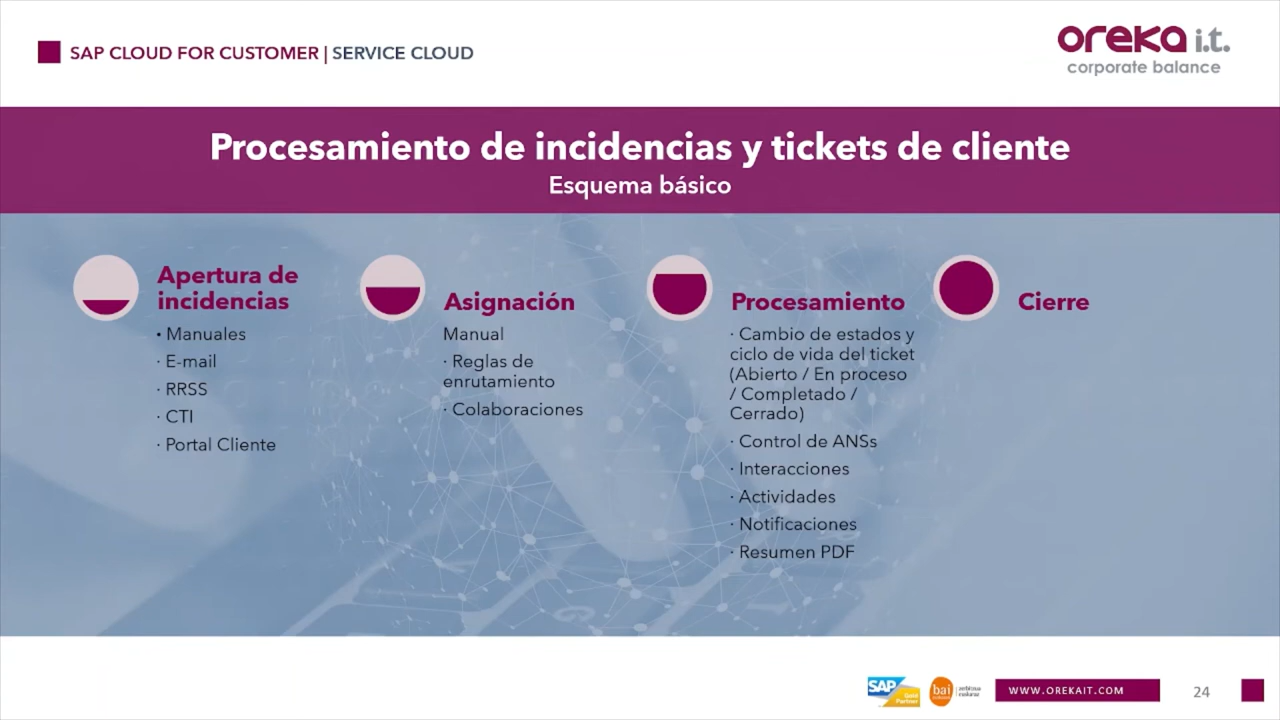 SAP CLOUD FOR CUSTOMER | SERVICE CLOUD
oreka i.t.
corporate balance
Procesamiento de incidencias y tickets de cliente
Esquema básico
Apertura de
incidencias
• Manuales
· E-mail
· RRSS
· CTI
· Portal Cliente
Asignación
Manual
· Reglas de
enrutamiento
· Colaboraciones
Procesamiento
· Cambio de estados y
ciclo de vida del ticket
(Abierto / En proceso
/ Completado /
Cerrado)
· Control de ANSs
· Interacciones
· Actividades
· Notificaciones
· Resumen PDF
Cierre
SAP
Gold
Partner
bai
WWW.OREKAIT.COM
24